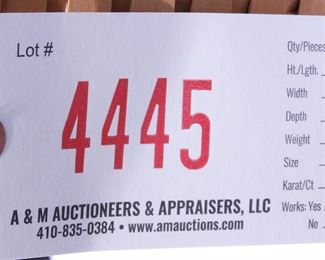 Lot #
4445
A & M AUCTIONEERS & APPRAISERS, LLC
410-835-0384 • www.amauctions.com
Qty/Pieces
Ht./Lgth.
Width
Depth
Weight
Size
Karat/Ct
Works: Yes
No